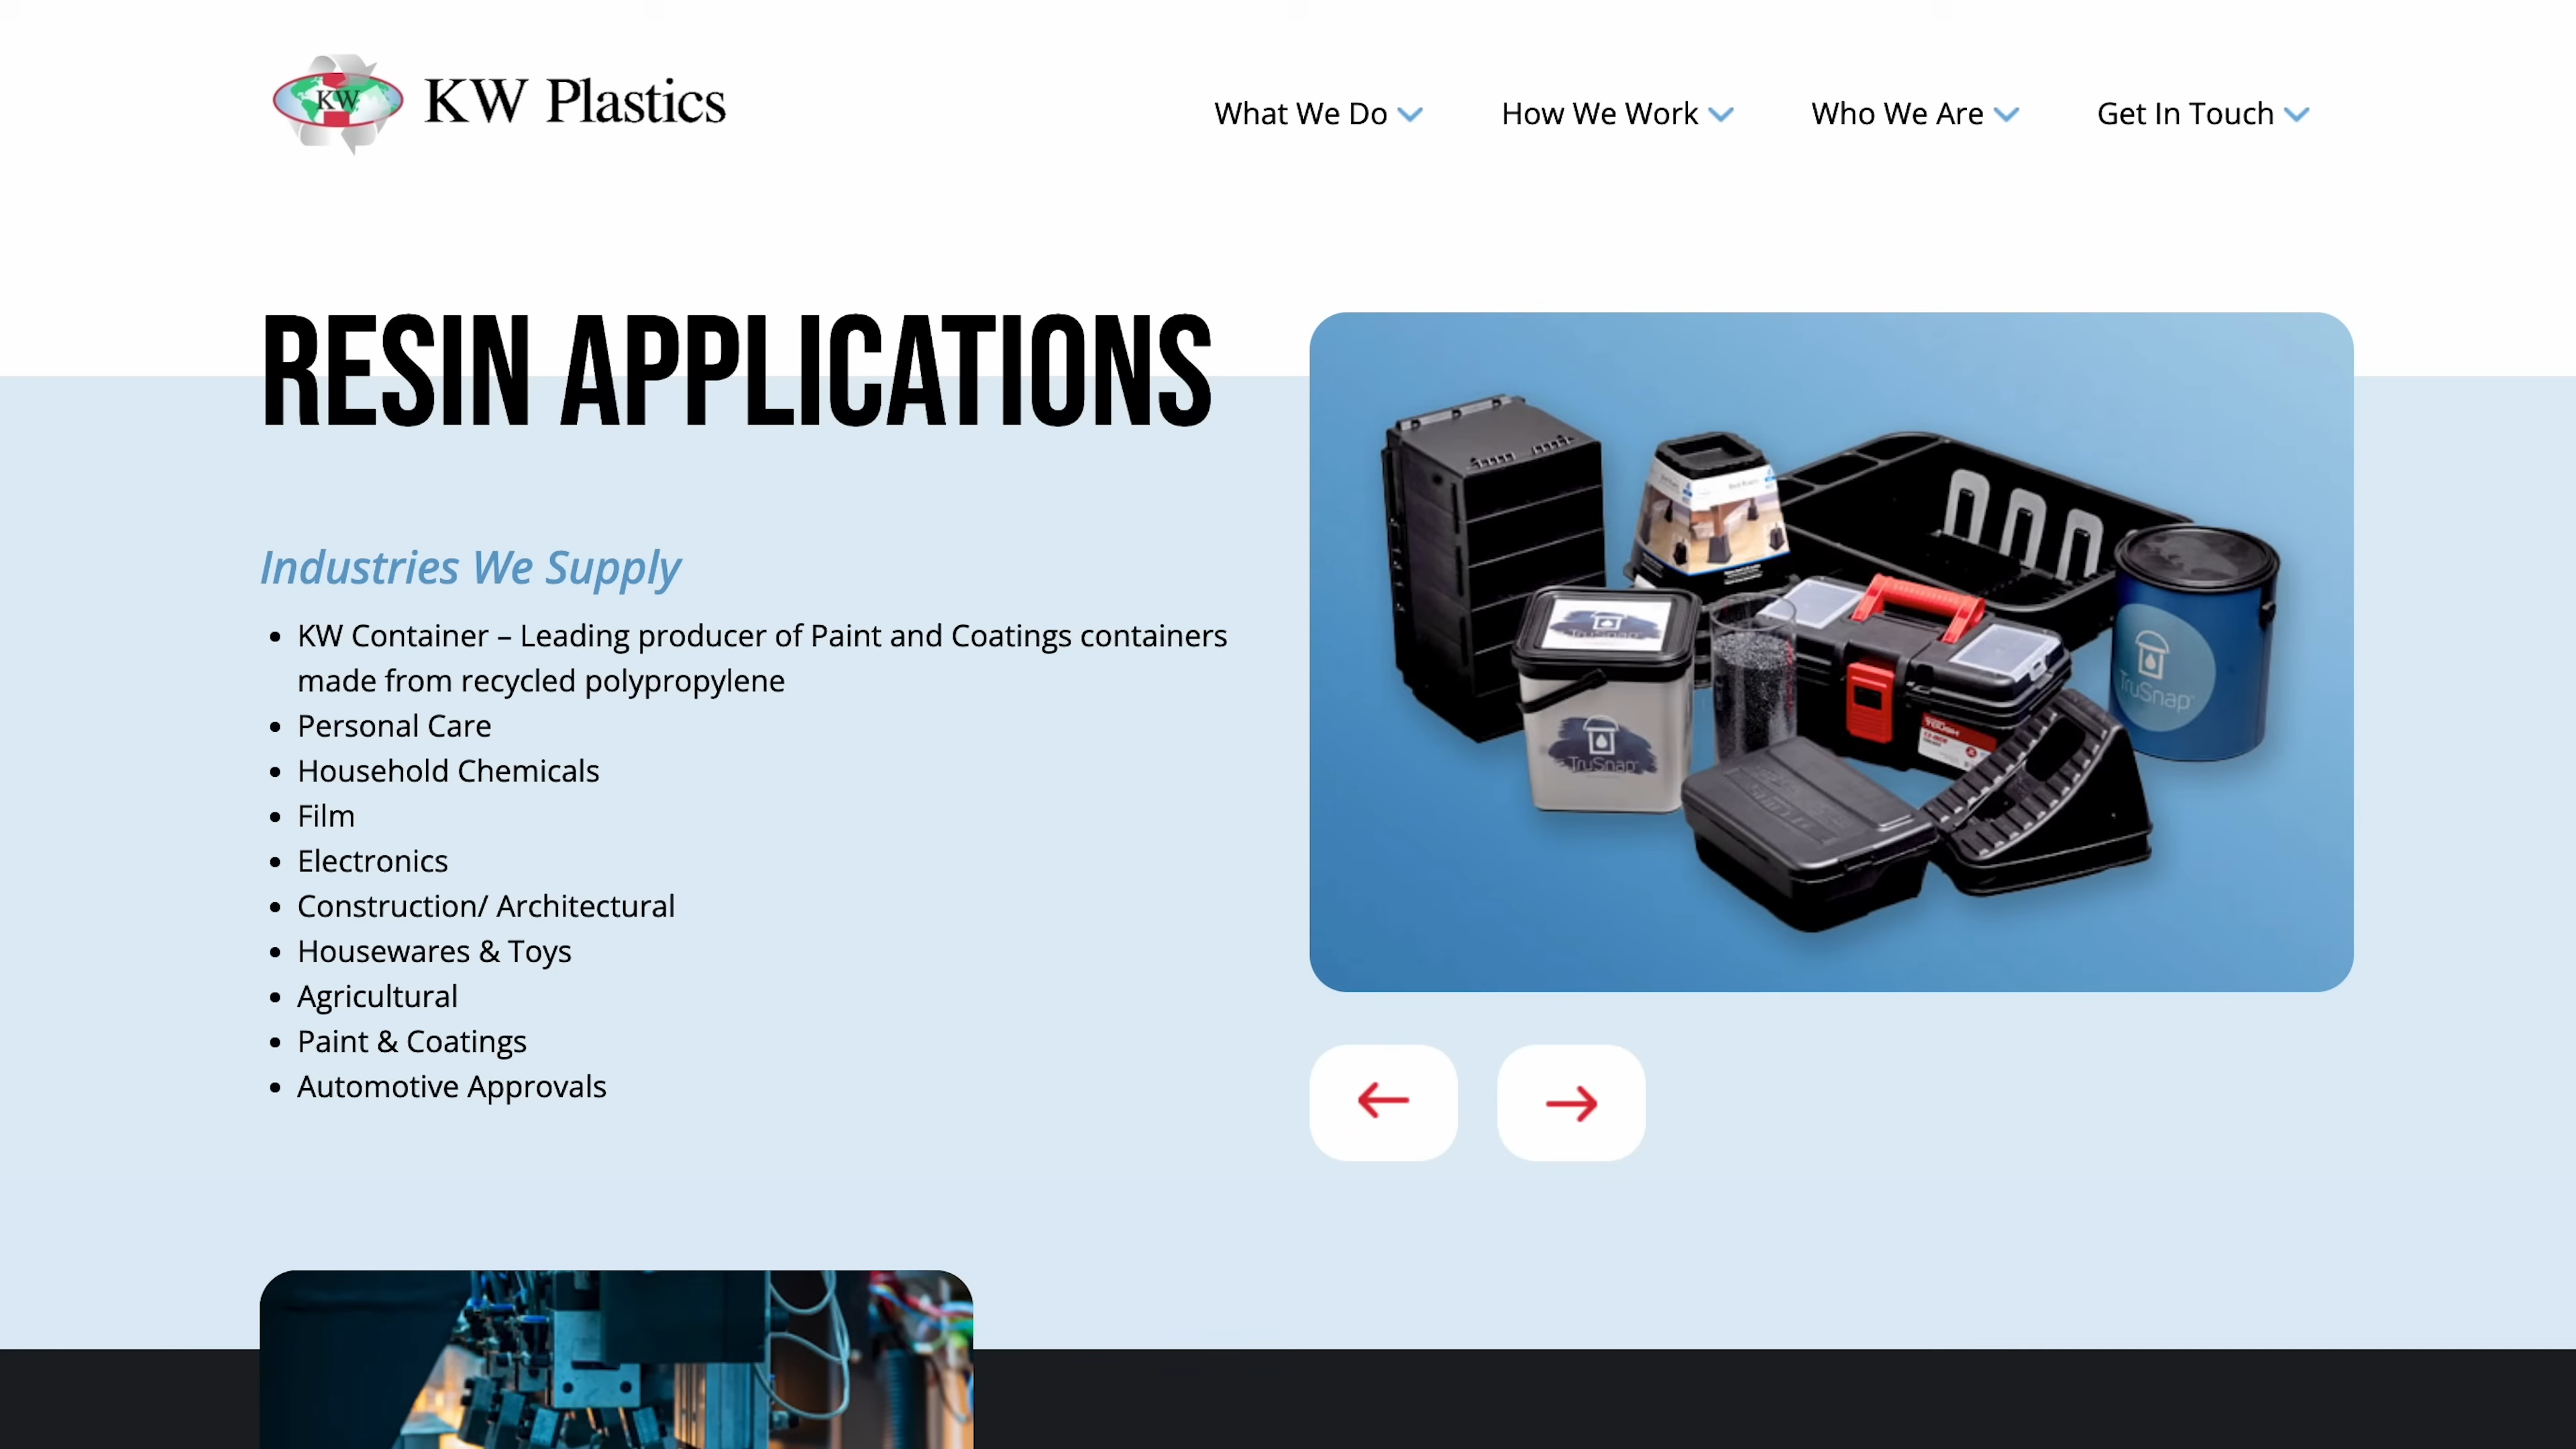 KW
KW Plastics
What We Do
How We Work
Who We Are
Get In Touch
RESIN APPLICATIONS
Industries We Supply
• KW Container – Leading producer of Paint and Coatings containers
made from recycled polypropylene
• Personal Care
• Household Chemicals
• Film
• Electronics
• Construction/ Architectural
• Housewares & Toys
• Agricultural
• Paint & Coatings
• Automotive Approvals
TruSnap
TruSnap
TruSnap